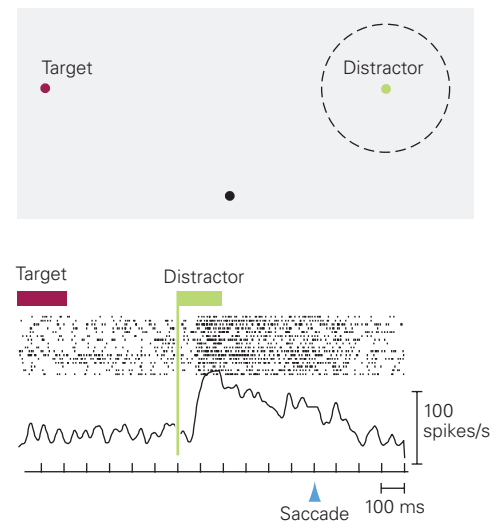 Target
Distractor
Target
Distractor
100
spikes/s
Saccade
100 ms